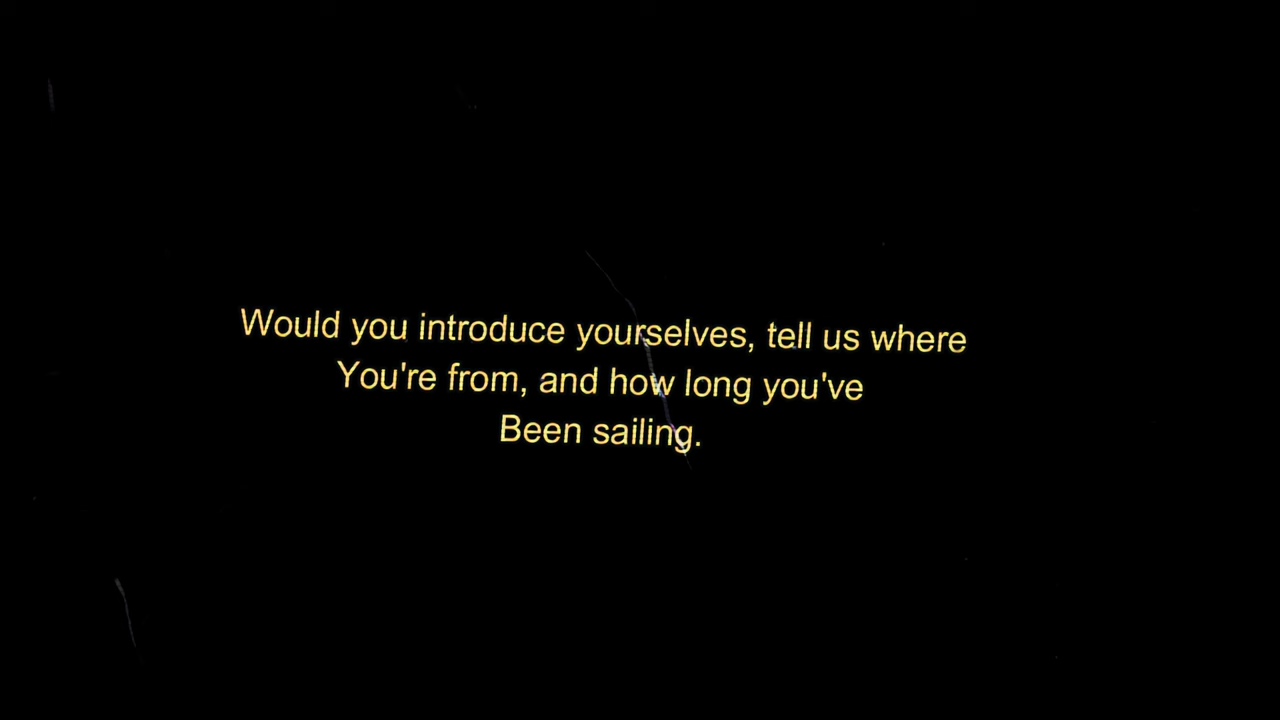 Would you introduce yourselves, tell us where
You're from, and how long you've
Been sailing.